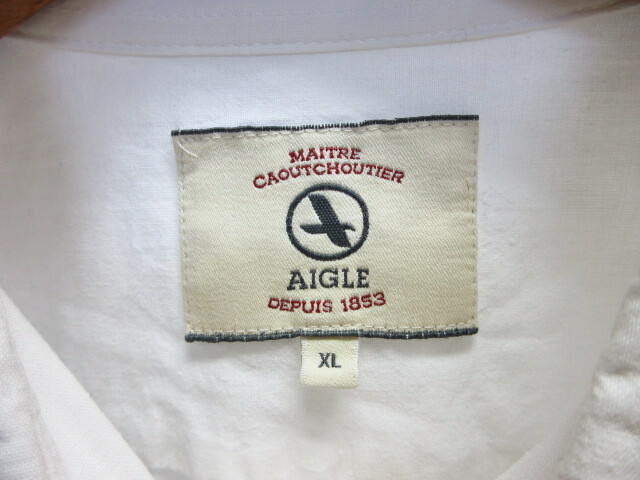 MAITRE
CAOUTCHOUTIER
AIGLE
DEPUIS 1853
XL